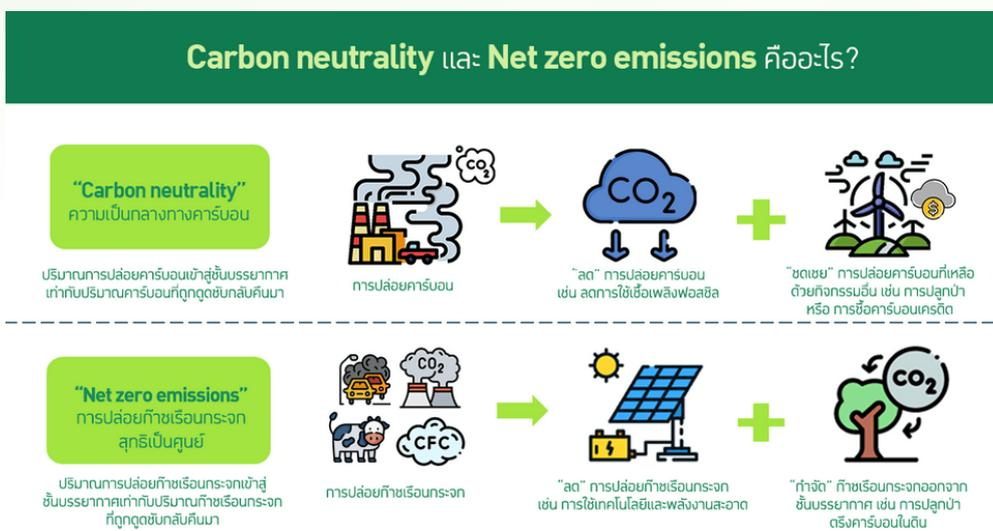 Carbon neutrality และ Net zero emissions คืออะไร?
“Carbon neutrality”
ความเป็นกลางทางคาร์บอน
ปริมาณการปล่อยคาร์บอนเข้าสู่ชั้นบรรยากาศ
เท่ากับปริมาณคาร์บอนที่ถูกดูดซับกลับคืนมา
CO2
การปล่อยคาร์บอน
CO2
“ลด” การปล่อยคาร์บอน
เช่น ลดการใช้เชื้อเพลิงฟอสซิล
$
“ชดเชย” การปล่อยคาร์บอนที่เหลือ
ด้วยกิจกรรมอื่น เช่น การปลูกป่า
หรือ การซื้อคาร์บอนเครดิต
“Net zero emissions”
การปล่อยก๊าซเรือนกระจก
สุทธิเป็นศูนย์
ปริมาณการปล่อยก๊าซเรือนกระจกเข้าสู่
ชั้นบรรยากาศเท่ากับปริมาณก๊าซเรือนกระจก
ที่ถูกดูดซับกลับคืนมา
CO2
CFC
การปล่อยก๊าซเรือนกระจก
“ลด” การปล่อยก๊าซเรือนกระจก
เช่น การใช้เทคโนโลยีและพลังงานสะอาด
CO2
“กำจัด” ก๊าซเรือนกระจกออกจาก
ชั้นบรรยากาศ เช่น การปลูกป่า
ตรึงคาร์บอนในดิน